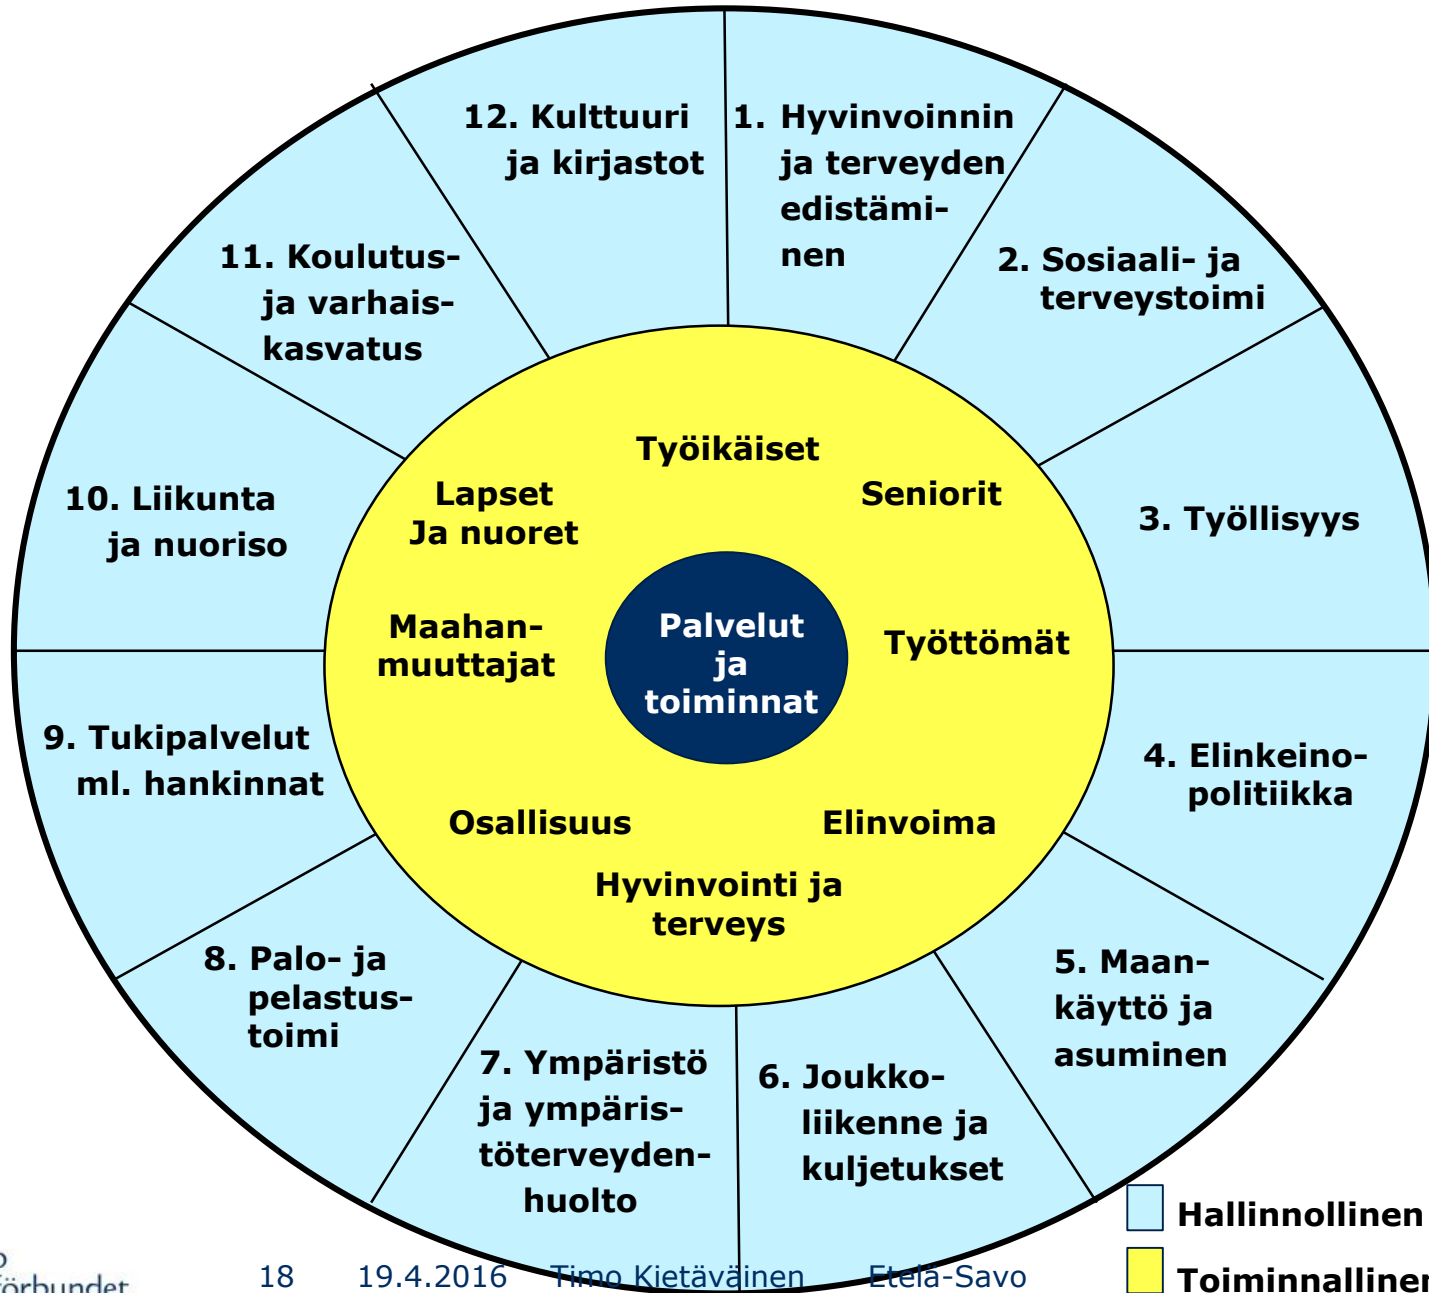 12. Kulttuuri
ja kirjastot
1. Hyvinvoinnin
ja terveyden
edistämi-
nen
2. Sosiaali- ja
terveystoimi
3. Työllisyys
4. Elinkeino-
politiikka
5. Maan-
käyttö ja
asuminen
6. Joukko-
liikenne ja
kuljetukset
7. Ympäristö
ja ympäris-
töterveyden-
huolto
8. Palo- ja
pelastus-
toimi
9. Tukipalvelut
ml. hankinnat
10. Liikunta
ja nuoriso
11. Koulutus-
ja varhais-
kasvatus
Työikäiset
Seniorit
Lapset
Ja nuoret
Maahan-
muuttajat
Palvelut
ja
toiminnat
Työttömät
Osallisuus
Elinvoima
Hyvinvointi ja
terveys
Hallinnollinen
Toiminnallinen
18 19.4.2016 Timo Kietäväinen Etelä-Savo